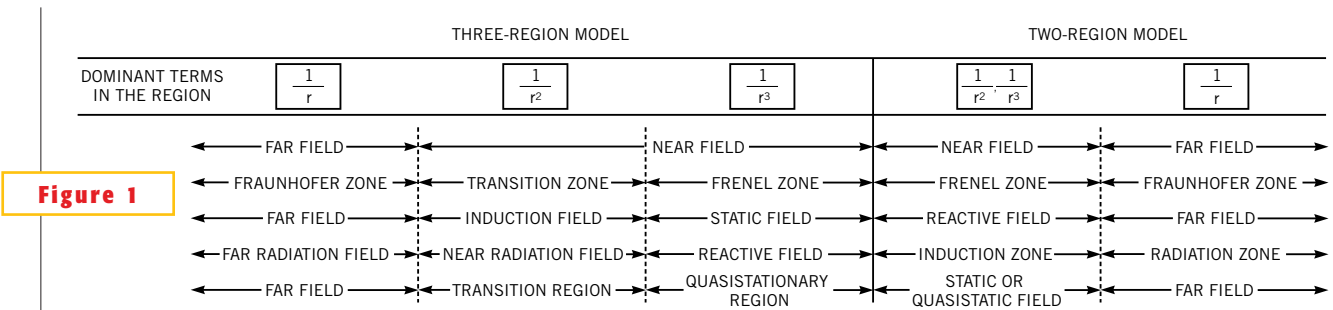 THREE-REGION MODEL TWO-REGION MODEL
DOMINANT TERMS
IN THE REGION
1/r 1/r² 1/r³ 1/r², 1/r³ 1/r
FAR FIELD NEAR FIELD NEAR FIELD FAR FIELD
Figure 1
FRAUNHOFER ZONE TRANSITION ZONE FRENEL ZONE FRENEL ZONE FRAUNHOFER ZONE
FAR FIELD INDUCTION FIELD STATIC FIELD REACTIVE FIELD FAR FIELD
FAR RADIATION FIELD NEAR RADIATION FIELD REACTIVE FIELD INDUCTION ZONE RADIATION ZONE
FAR FIELD TRANSITION REGION QUASISTATIONARY
REGION STATIC OR
QUASISTATIC FIELD FAR FIELD